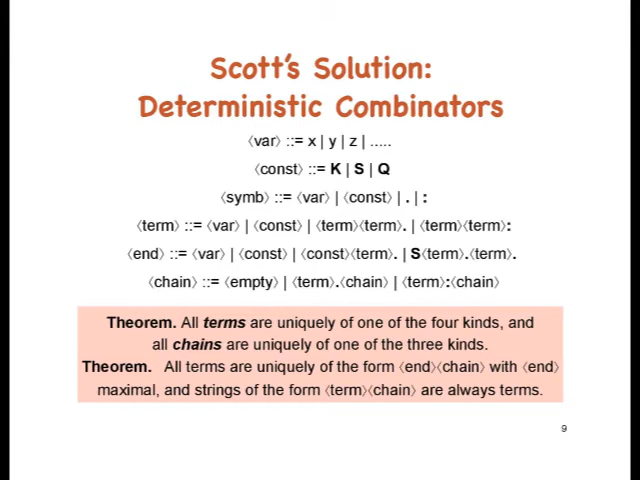 Scott's Solution:
Deterministic Combinators
〈var〉 ::= x | y | z | .....
〈const〉 ::= K | S | Q
〈symb〉 ::= 〈var〉 | 〈const〉 | . | :
〈term〉 ::= 〈var〉 | 〈const〉 | 〈term〉〈term〉. | 〈term〉〈term〉:
〈end〉 ::= 〈var〉 | 〈const〉 | 〈const〉〈term〉. | S〈term〉.〈term〉.
〈chain〉 ::= 〈empty〉 | 〈term〉.〈chain〉 | 〈term〉:〈chain〉
Theorem. All terms are uniquely of one of the four kinds, and
all chains are uniquely of one of the three kinds.
Theorem. All terms are uniquely of the form 〈end〉〈chain〉 with 〈end〉
maximal, and strings of the form 〈term〉〈chain〉 are always terms.
9